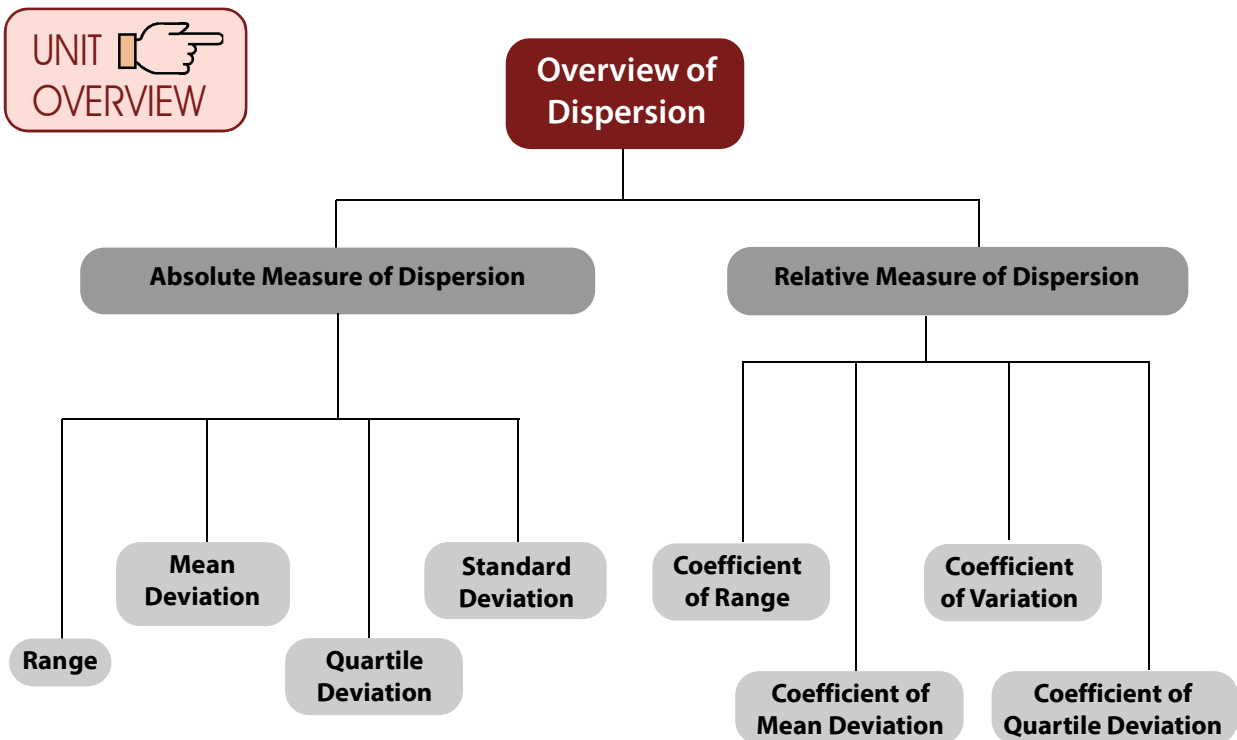 UNIT
OVERVIEW
Overview of
Dispersion
Absolute Measure of Dispersion
Relative Measure of Dispersion
Range
Mean
Deviation
Quartile
Deviation
Standard
Deviation
Coefficient
of Range
Coefficient of
Mean Deviation
Coefficient
of Variation
Coefficient of
Quartile Deviation